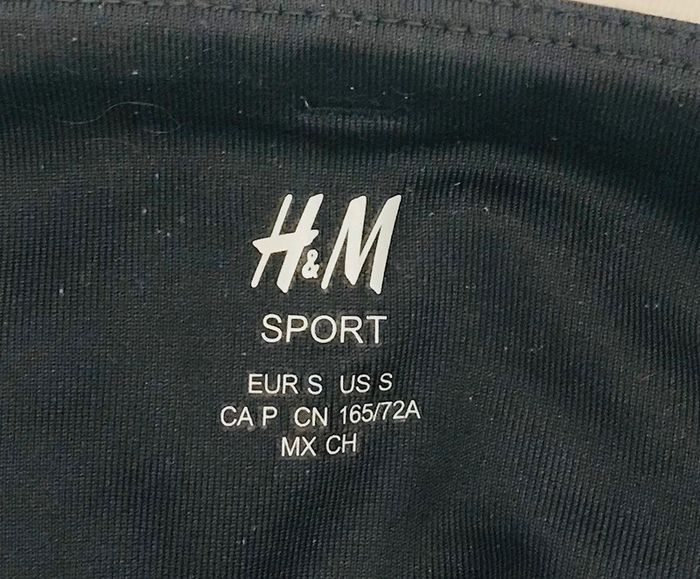 H&M
SPORT
EUR S US S
CA P CN 165/72A
MX CH